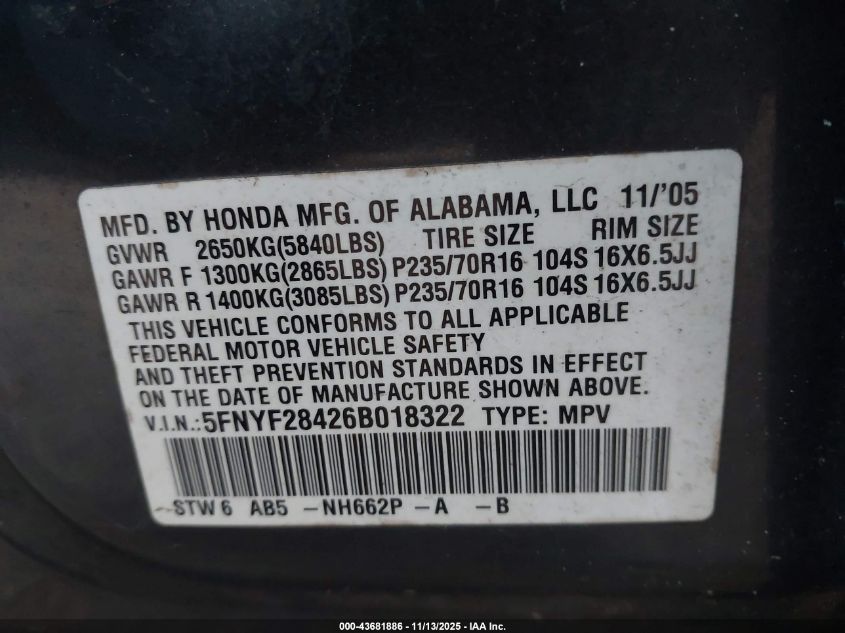 MFD. BY HONDA MFG. OF ALABAMA, LLC 11/'05
GVWR 2650KG(5840LBS) TIRE SIZE RIM SIZE
GAWR F 1300KG(2865LBS) P235/70R16 104S 16X6.5JJ
GAWR R 1400KG(3085LBS) P235/70R16 104S 16X6.5JJ
THIS VEHICLE CONFORMS TO ALL APPLICABLE
FEDERAL MOTOR VEHICLE SAFETY
AND THEFT PREVENTION STANDARDS IN EFFECT
ON THE DATE OF MANUFACTURE SHOWN ABOVE.
V.I.N.:5FNYF28426B018322 TYPE: MPV
STW6 AB5 -NH662P -A -B
000-43681886 - 11/13/2025 - IAA Inc.